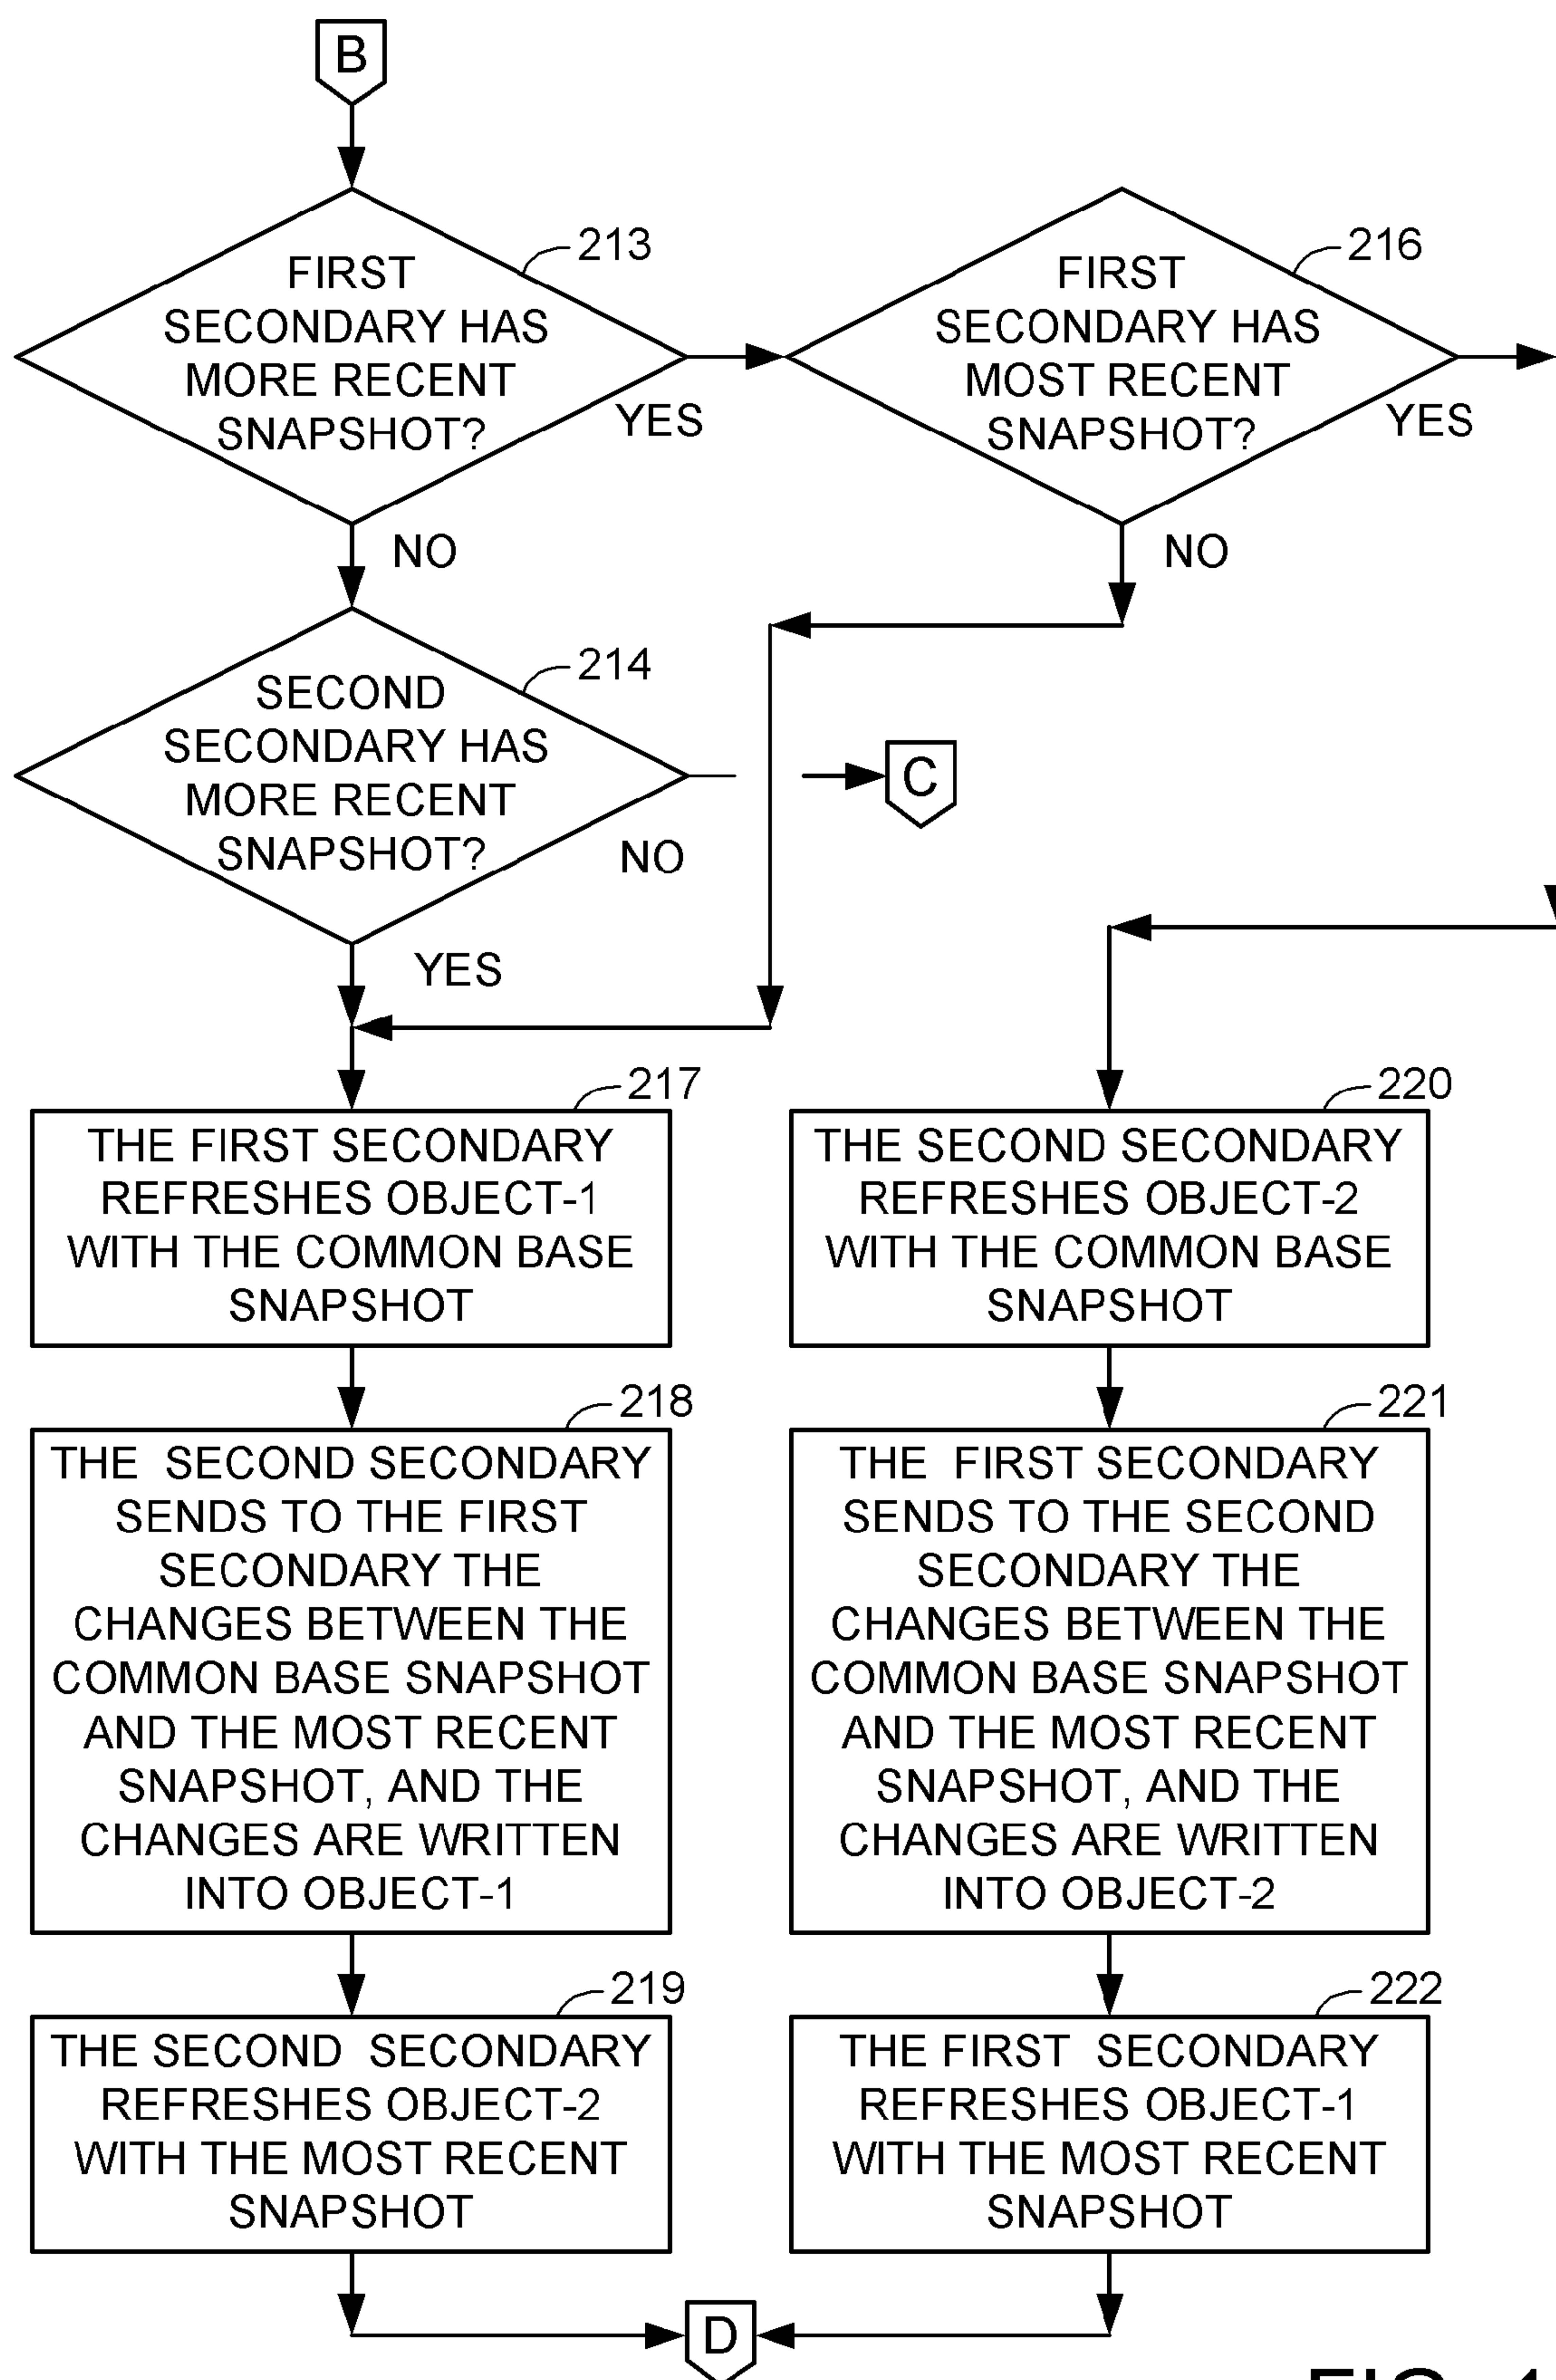 B
213
FIRST
SECONDARY HAS
MORE RECENT
SNAPSHOT?
YES
NO
216
FIRST
SECONDARY HAS
MOST RECENT
SNAPSHOT?
YES
NO
214
SECOND
SECONDARY HAS
MORE RECENT
SNAPSHOT?
NO
YES
C
217
THE FIRST SECONDARY
REFRESHES OBJECT-1
WITH THE COMMON BASE
SNAPSHOT
220
THE SECOND SECONDARY
REFRESHES OBJECT-2
WITH THE COMMON BASE
SNAPSHOT
218
THE SECOND SECONDARY
SENDS TO THE FIRST
SECONDARY THE
CHANGES BETWEEN THE
COMMON BASE SNAPSHOT
AND THE MOST RECENT
SNAPSHOT, AND THE
CHANGES ARE WRITTEN
INTO OBJECT-1
221
THE FIRST SECONDARY
SENDS TO THE SECOND
SECONDARY THE
CHANGES BETWEEN THE
COMMON BASE SNAPSHOT
AND THE MOST RECENT
SNAPSHOT, AND THE
CHANGES ARE WRITTEN
INTO OBJECT-2
219
THE SECOND SECONDARY
REFRESHES OBJECT-2
WITH THE MOST RECENT
SNAPSHOT
222
THE FIRST SECONDARY
REFRESHES OBJECT-1
WITH THE MOST RECENT
SNAPSHOT
D